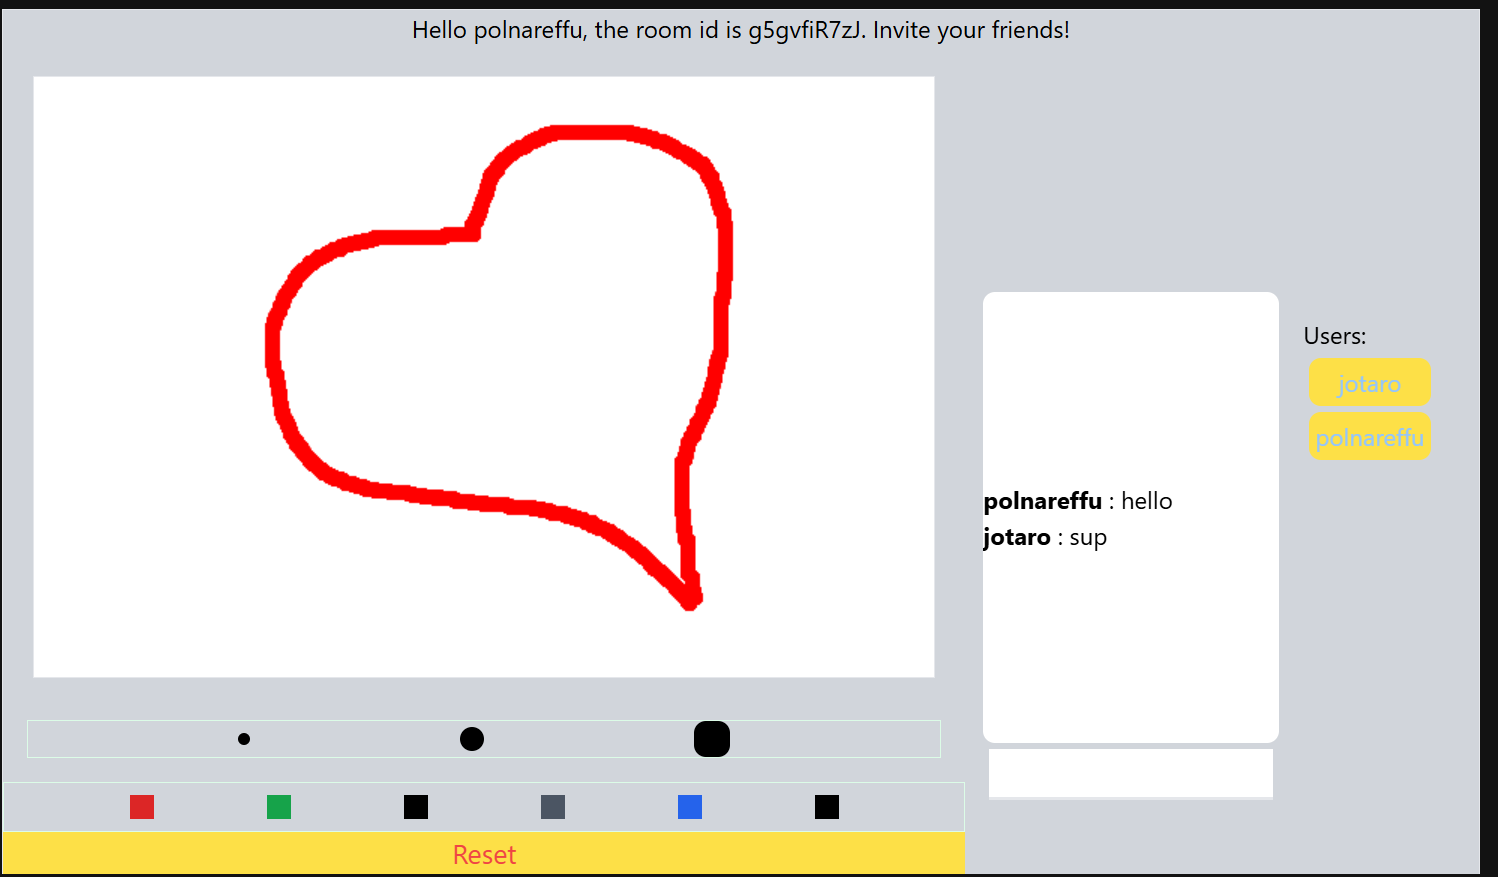 Hello polnareffu, the room id is g5gvfiR7zJ. Invite your friends!
Users:
jotaro
polnareffu
polnareffu : hello
jotaro : sup
Reset